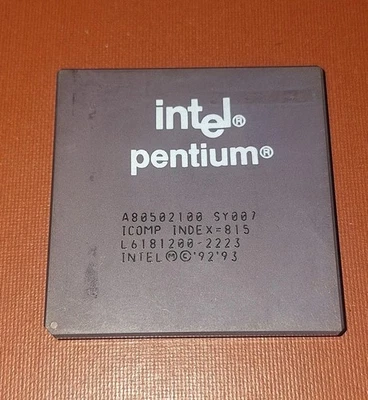 intel®
pentium®
A80502100 SY007
ICOMP INDEX=815
L6181200-2223
INTEL Ⓜ©'92'93